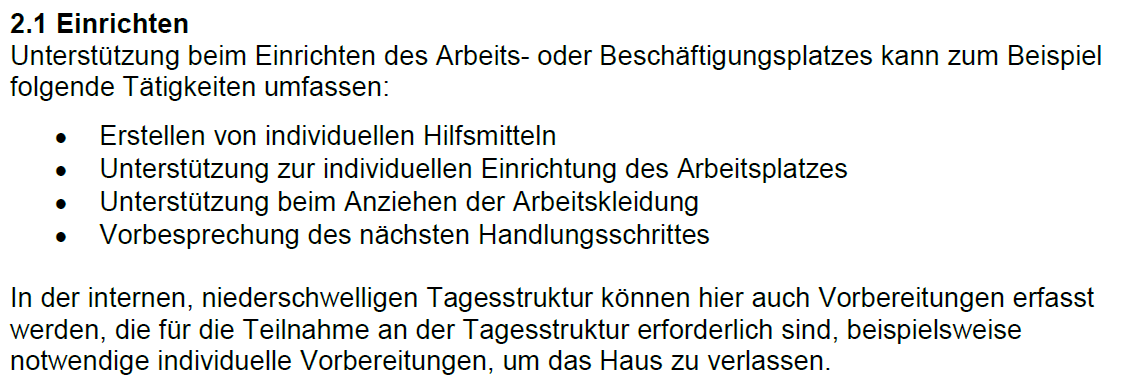 2.1 Einrichten
Unterstützung beim Einrichten des Arbeits- oder Beschäftigungsplatzes kann zum Beispiel
folgende Tätigkeiten umfassen:
• Erstellen von individuellen Hilfsmitteln
• Unterstützung zur individuellen Einrichtung des Arbeitsplatzes
• Unterstützung beim Anziehen der Arbeitskleidung
• Vorbesprechung des nächsten Handlungsschrittes
In der internen, niederschwelligen Tagesstruktur können hier auch Vorbereitungen erfasst
werden, die für die Teilnahme an der Tagesstruktur erforderlich sind, beispielsweise
notwendige individuelle Vorbereitungen, um das Haus zu verlassen.